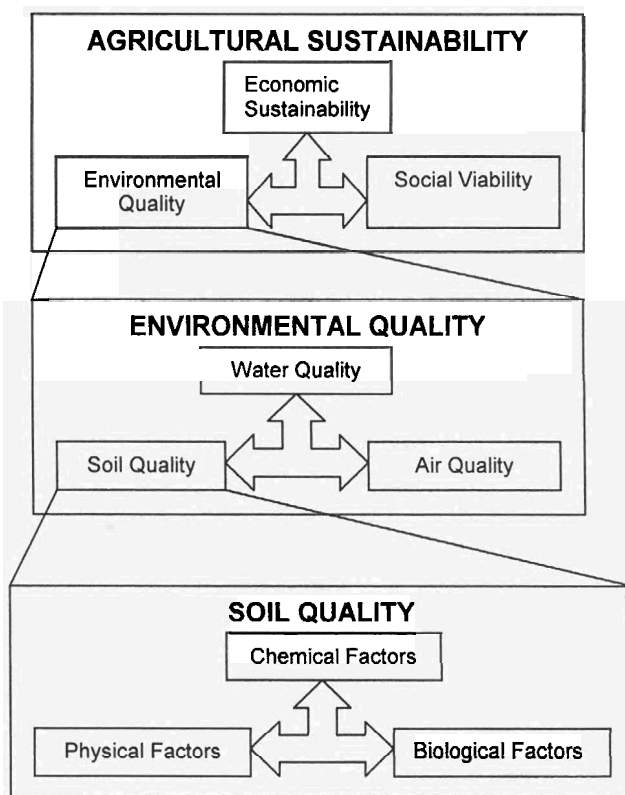 AGRICULTURAL SUSTAINABILITY
Economic
Sustainability
Environmental
Quality
Social Viability
ENVIRONMENTAL QUALITY
Water Quality
Soil Quality
Air Quality
SOIL QUALITY
Chemical Factors
Physical Factors
Biological Factors